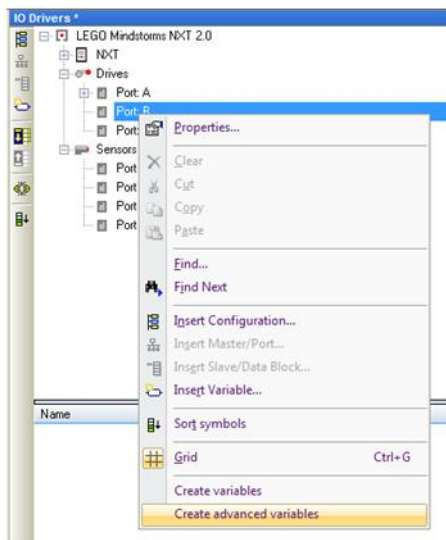 IO Drivers *
LEGO Mindstorms NXT 2.0
NXT
Drives
Port: A
Port: B
Port:
Sensors
Port
Port
Port
Port
Properties...
Clear
Cut
Copy
Paste
Find...
Find Next
Insert Configuration...
Insert Master/Port...
Insert Slave/Data Block...
Insert Variable...
Sort symbols
Grid Ctrl+G
Create variables
Create advanced variables
Name